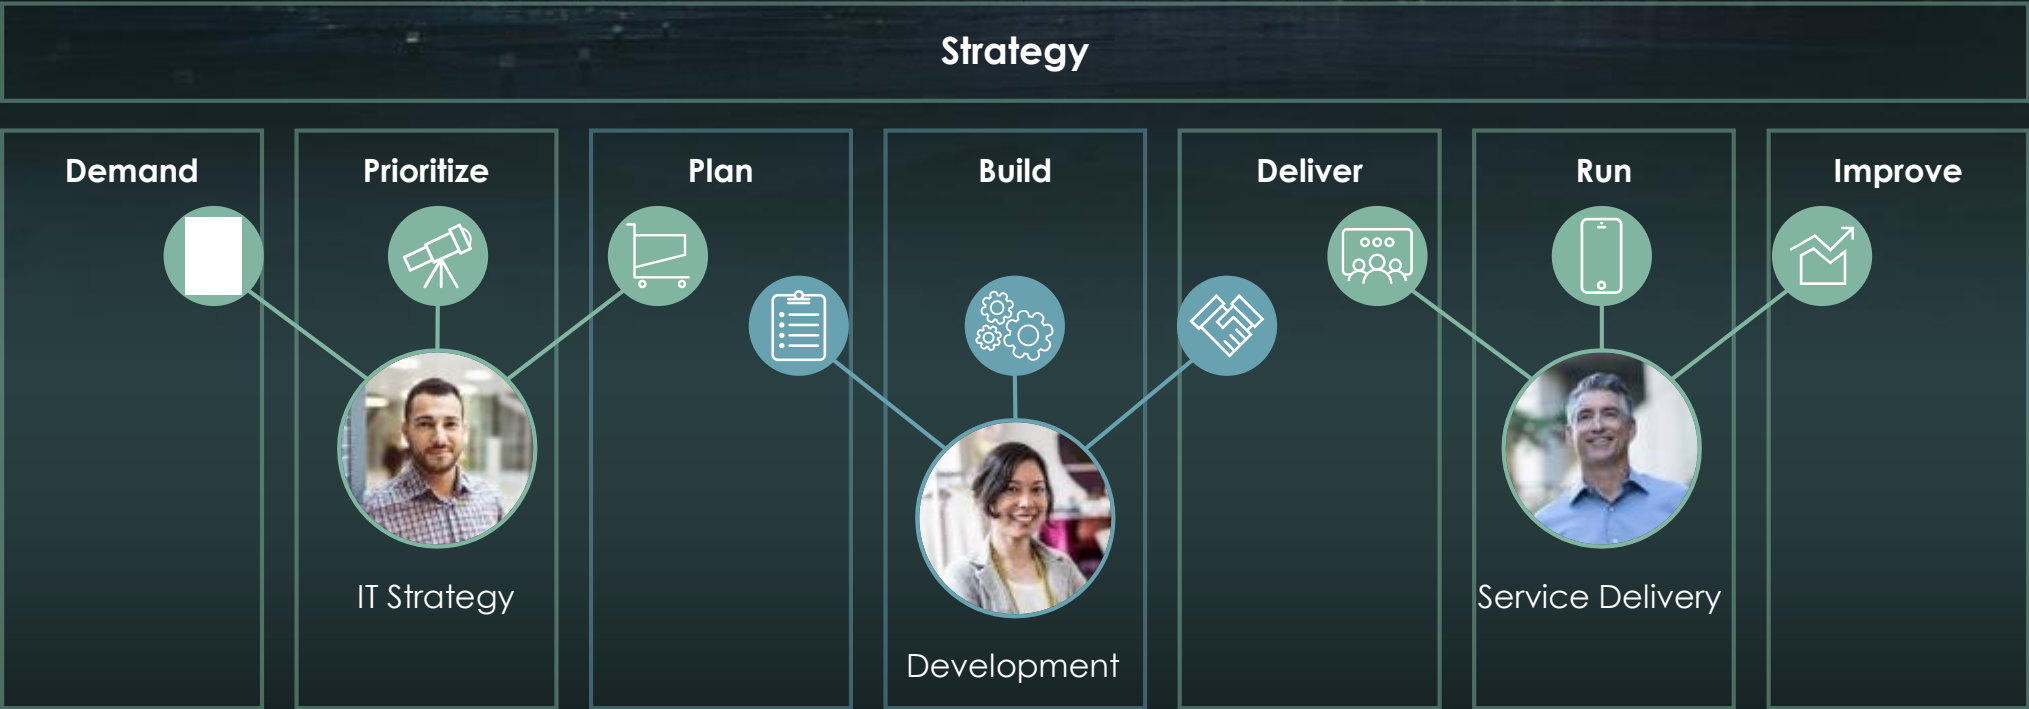 Strategy
Demand
Prioritize
Plan
Build
Deliver
Run
Improve
IT Strategy
Service Delivery
Development